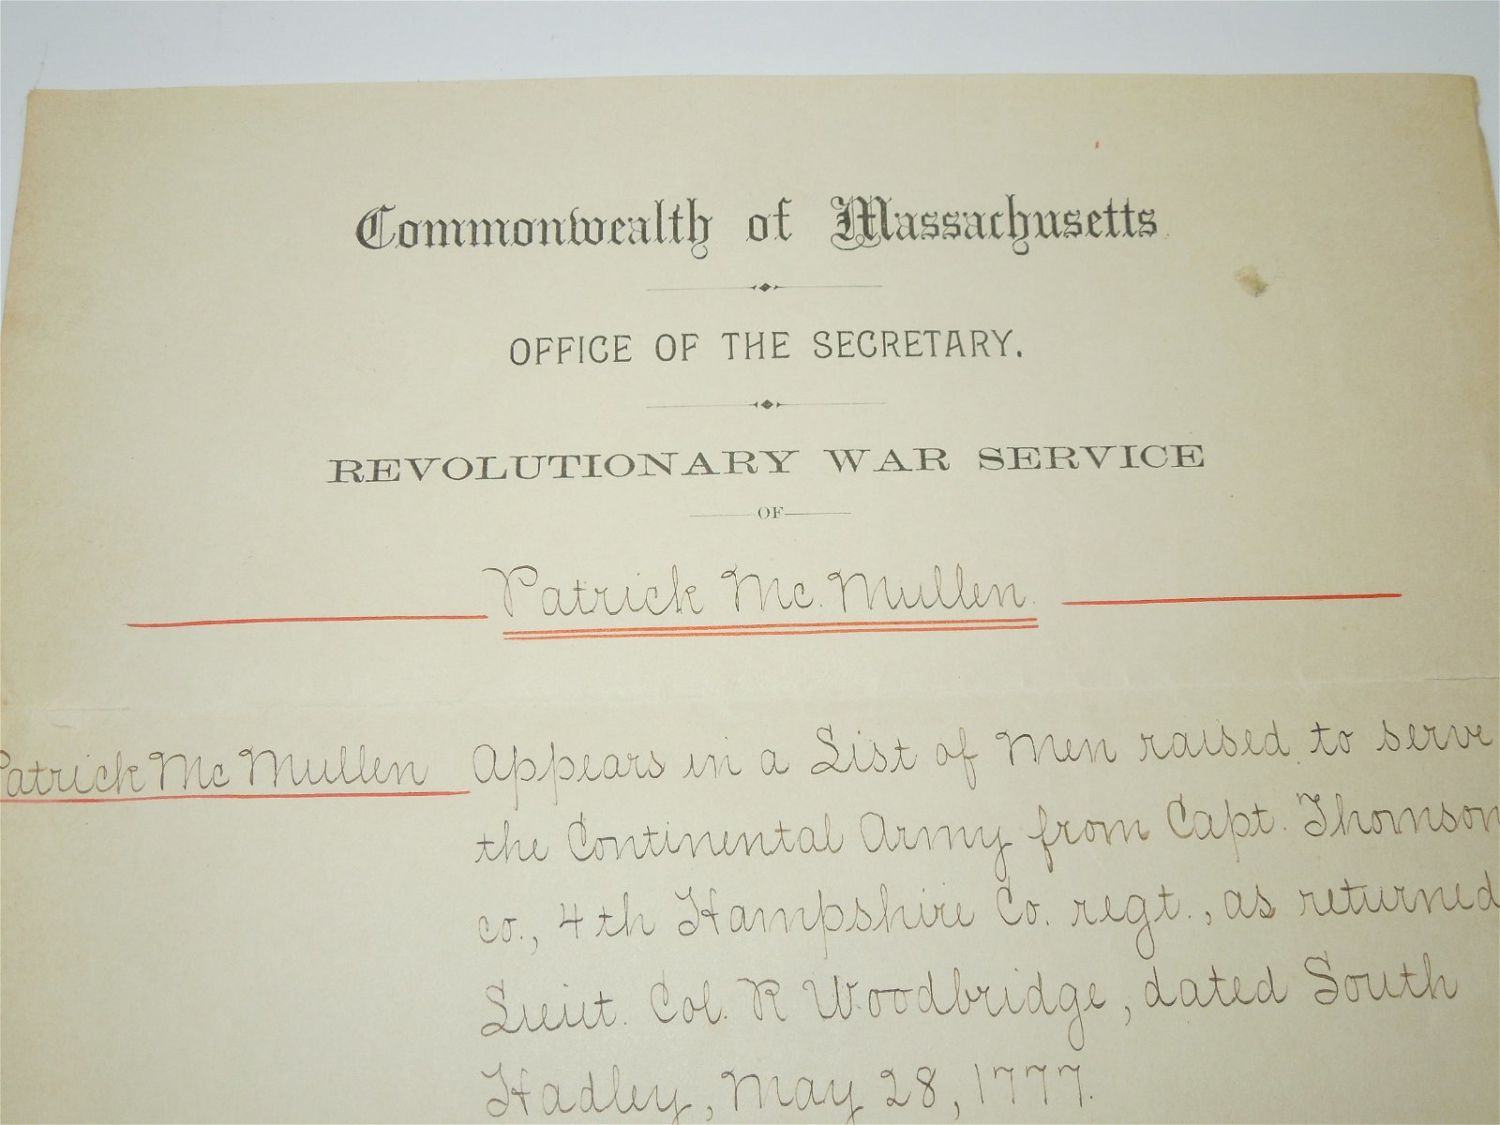 Commonwealth of Massachusetts.
OFFICE OF THE SECRETARY.
REVOLUTIONARY WAR SERVICE
OF
Patrick Mc. Mullen.
Patrick Mc Mullen Appears in a List of Men raised to serve
the Continental Army from Capt. Thomson
co., 4th Hampshire Co. regt., as returned
Lieut. Col. R Woodbridge, dated South
Hadley, May 28, 1777.